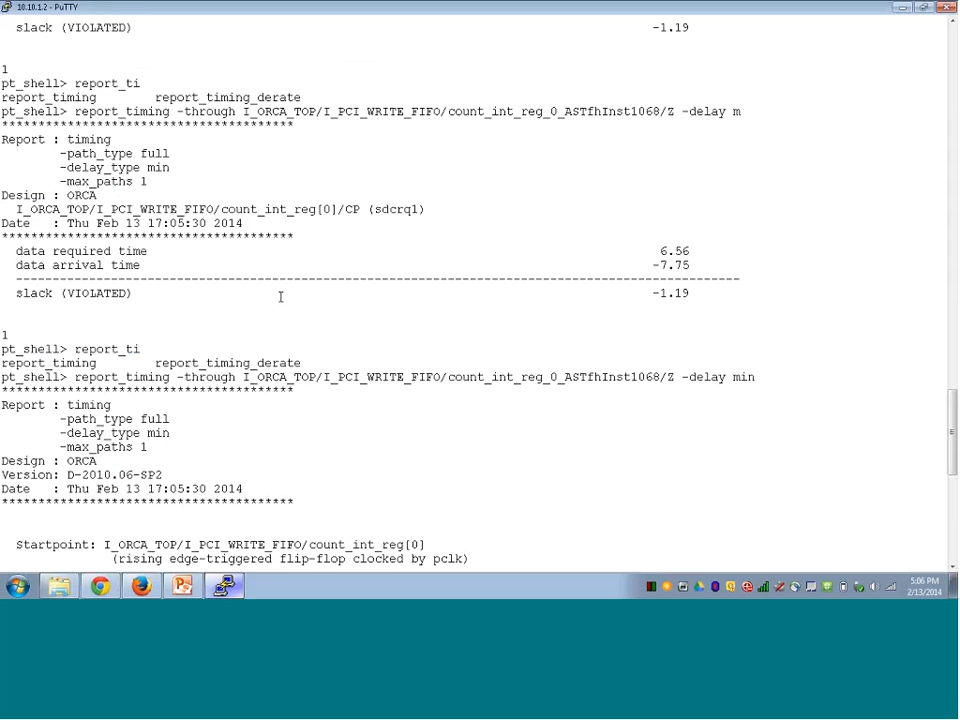 10.10.1.2 - PuTTY
slack (VIOLATED) -1.19
1
pt_shell> report_ti
report_timing report_timing_derate
pt_shell> report_timing -through I_ORCA_TOP/I_PCI_WRITE_FIFO/count_int_reg_0_ASTfhInst1068/Z -delay m
****************************************
Report : timing
-path_type full
-delay_type min
-max_paths 1
Design : ORCA
I_ORCA_TOP/I_PCI_WRITE_FIFO/count_int_reg[0]/CP (sdcrq1)
Date : Thu Feb 13 17:05:30 2014
****************************************
data required time 6.56
data arrival time -7.75
---------------------------------------------------------------------------------------------------
slack (VIOLATED) -1.19
1
pt_shell> report_ti
report_timing report_timing_derate
pt_shell> report_timing -through I_ORCA_TOP/I_PCI_WRITE_FIFO/count_int_reg_0_ASTfhInst1068/Z -delay min
****************************************
Report : timing
-path_type full
-delay_type min
-max_paths 1
Design : ORCA
Version: D-2010.06-SP2
Date : Thu Feb 13 17:05:30 2014
****************************************
Startpoint: I_ORCA_TOP/I_PCI_WRITE_FIFO/count_int_reg[0]
(rising edge-triggered flip-flop clocked by pclk)
5:06 PM
2/13/2014